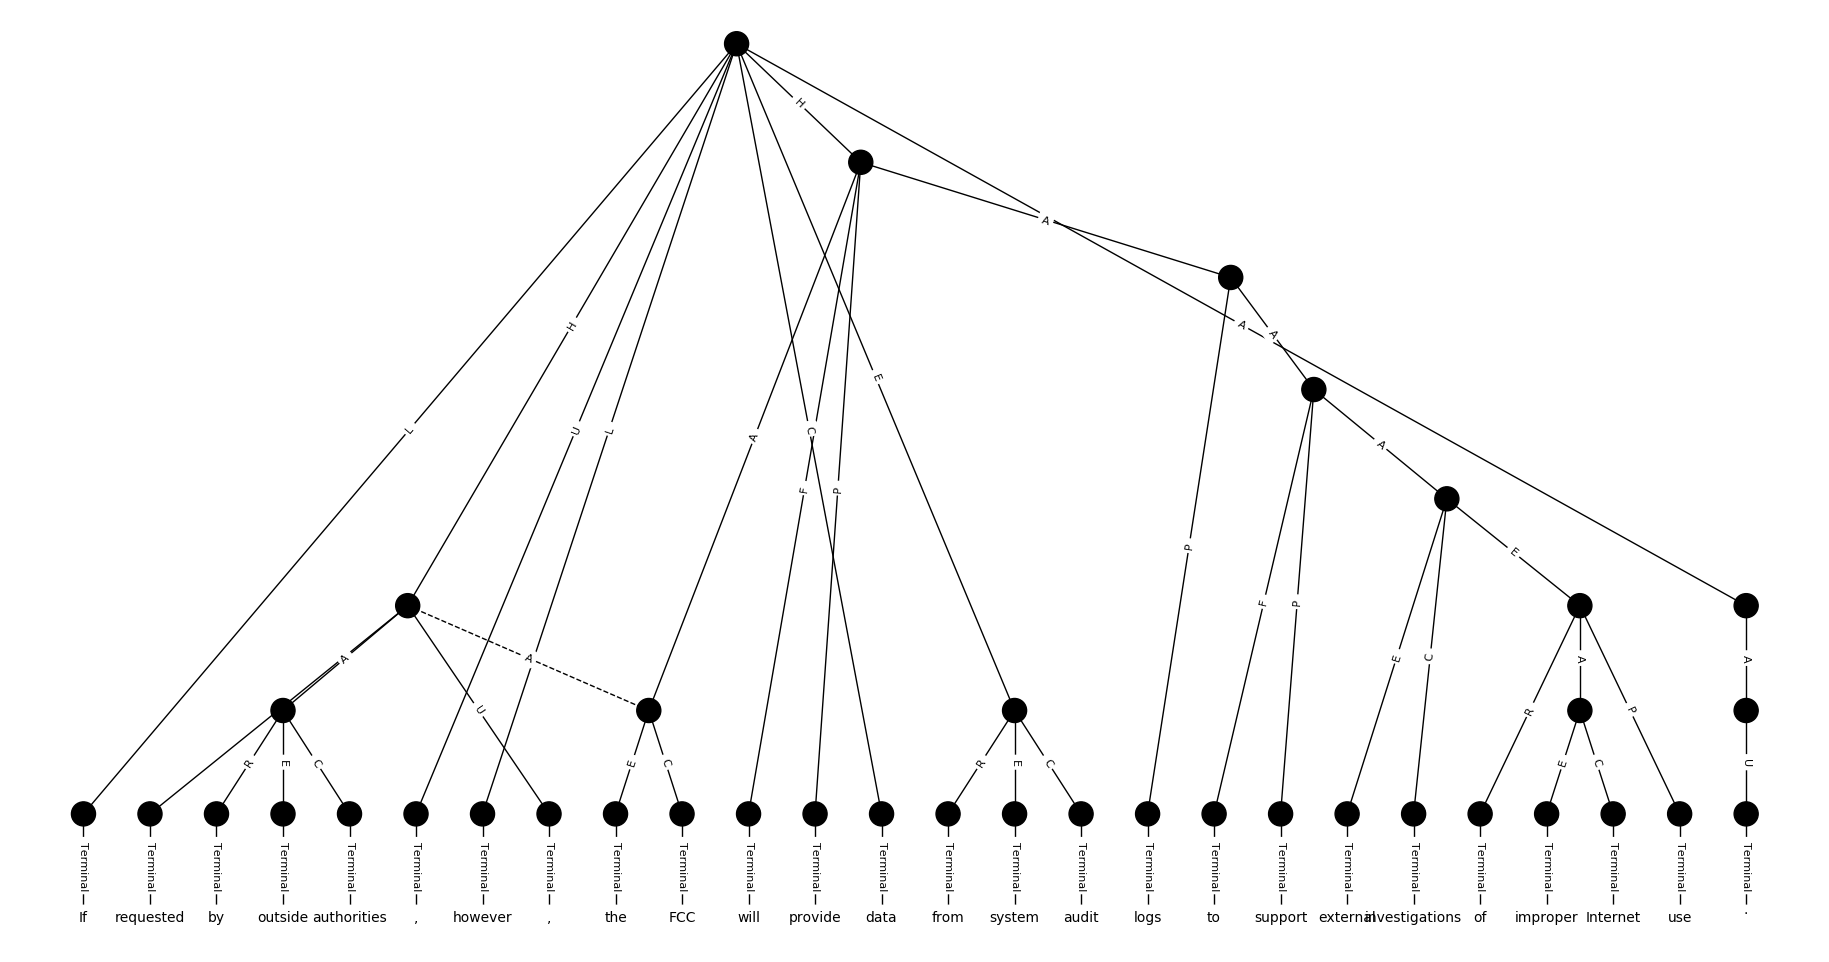 H
A
A
A
H
E
L
U
L
C
A
A
F
P
P
E
F
P
E
C
A
A
U
R
A
P
A
R
E
C
E
C
R
E
C
E
C
U
Terminal Terminal Terminal Terminal Terminal Terminal Terminal Terminal Terminal Terminal Terminal Terminal Terminal Terminal Terminal Terminal Terminal Terminal Terminal Terminal Terminal Terminal Terminal Terminal Terminal Terminal
If requested by outside authorities , however , the FCC will provide data from system audit logs to support external investigations of improper Internet use .